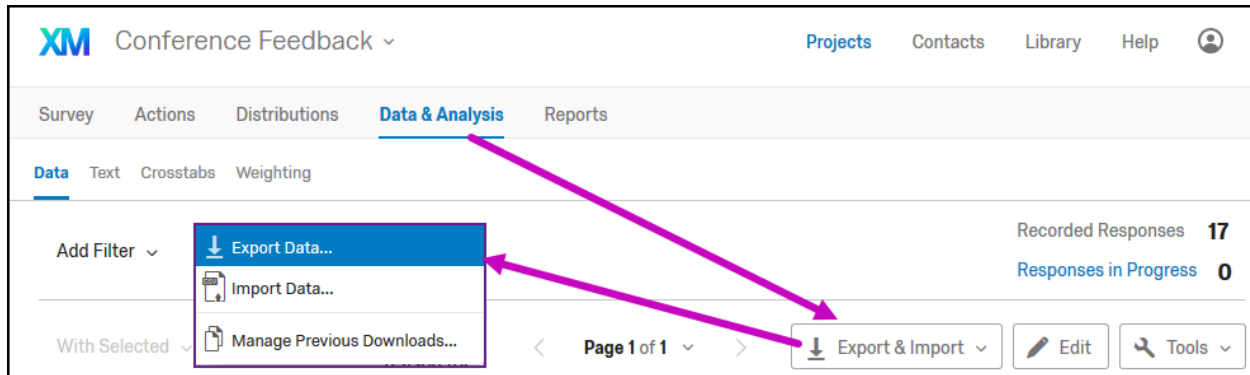 XM Conference Feedback
Projects Contacts Library Help
Survey Actions Distributions Data & Analysis Reports
Data Text Crosstabs Weighting
Add Filter
Export Data...
Import Data...
Manage Previous Downloads...
Recorded Responses 17
Responses in Progress 0
With Selected
Page 1 of 1
Export & Import
Edit
Tools